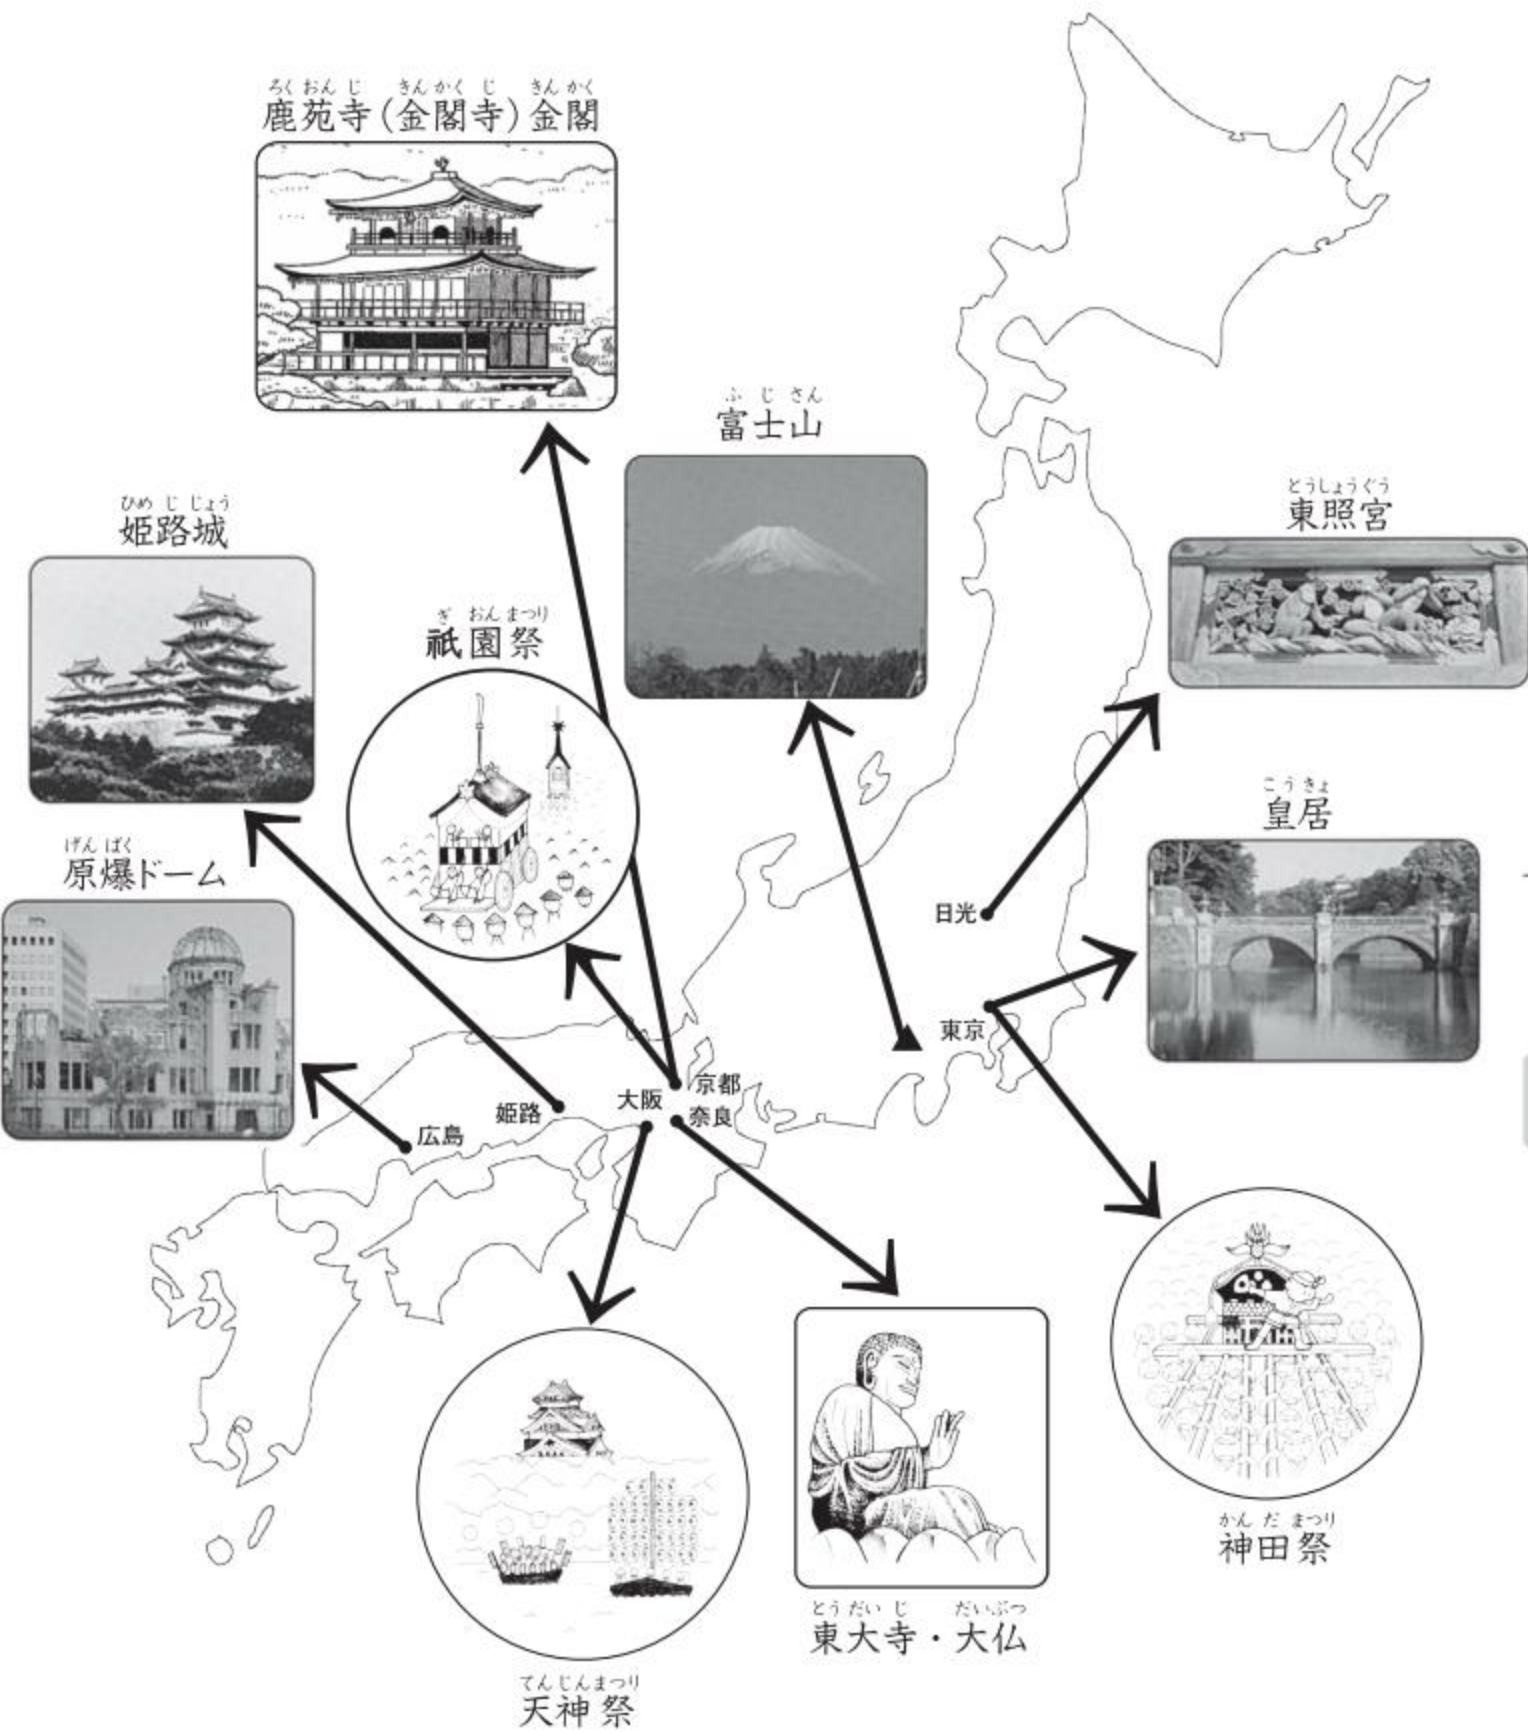 ろくおんじ きんかくじ きんかく
鹿苑寺(金閣寺)金閣
ふじさん
富士山
とうしょうぐう
東照宮
ひめじじょう
姫路城
ぎおんまつり
祇園祭
こうきょ
皇居
げんばく
原爆ドーム
日光
東京
京都
大阪
奈良
姫路
広島
かんだまつり
神田祭
とうだいじ だいぶつ
東大寺・大仏
てんじんまつり
天神祭